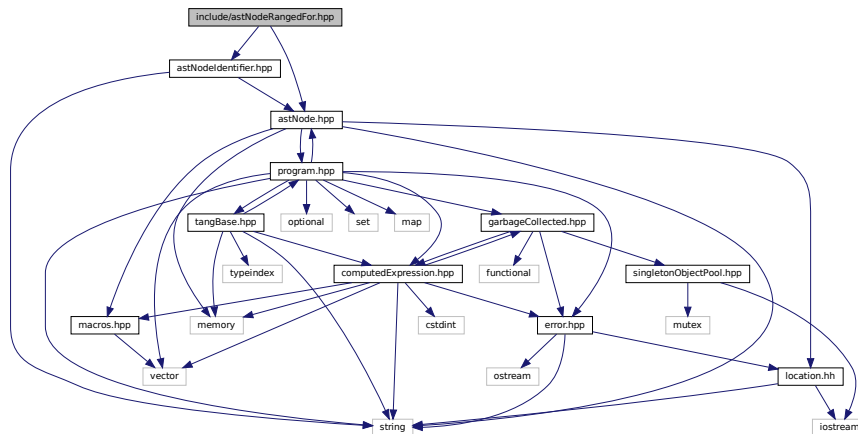 include/astNodeRangedFor.hpp
astNodeIdentifier.hpp
astNode.hpp
program.hpp
tangBase.hpp
optional
set
map
garbageCollected.hpp
typeindex
computedExpression.hpp
functional
singletonObjectPool.hpp
macros.hpp
memory
cstdint
error.hpp
mutex
vector
ostream
location.hh
string
iostream